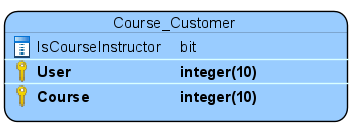 Course_Customer
IsCourseInstructor bit
User integer(10)
Course integer(10)